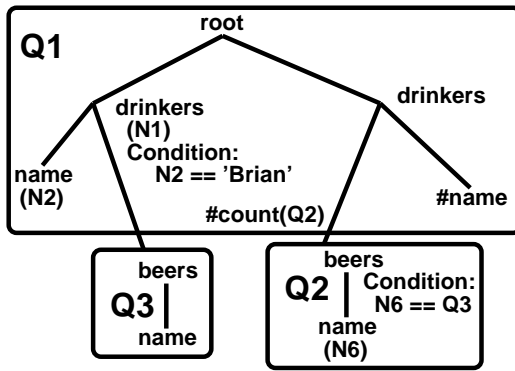 root
Q1
drinkers
(N1)
Condition:
N2 == 'Brian'
drinkers
name
(N2)
#name
#count(Q2)
beers
Q3
name
beers
Q2
Condition:
N6 == Q3
name
(N6)